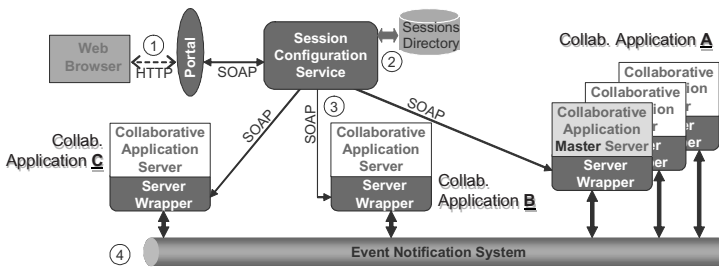 Web
Browser
1
HTTP
Portal
SOAP
Session
Configuration
Service
2
Sessions
Directory
Collab. Application A
Collaborative
Collaborative
Collaborative
Application
Master Server
Server
Wrapper
SOAP
3
SOAP
SOAP
Collab.
Application C
Collaborative
Application
Server
Server
Wrapper
Collaborative
Application
Server
Server
Wrapper
Collab.
Application B
4
Event Notification System